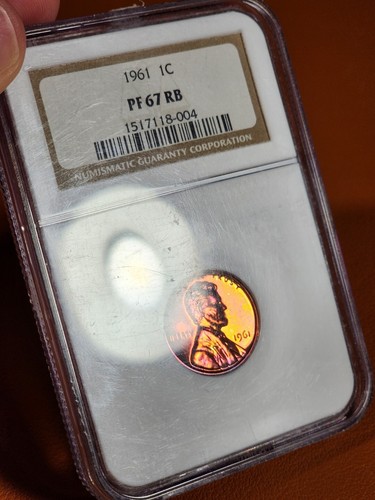 1961 1C
PF 67 RB
1517118-004
NUMISMATIC GUARANTY CORPORATION
1961